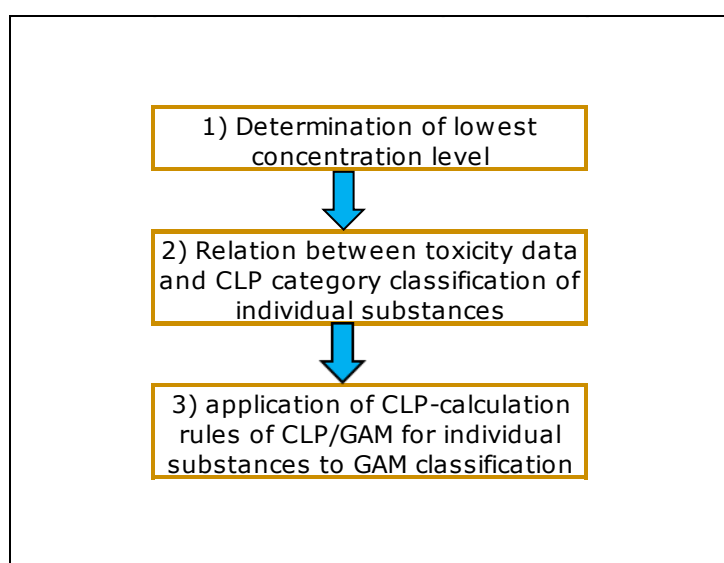 1) Determination of lowest
concentration level
2) Relation between toxicity data
and CLP category classification of
individual substances
3) application of CLP-calculation
rules of CLP/GAM for individual
substances to GAM classification